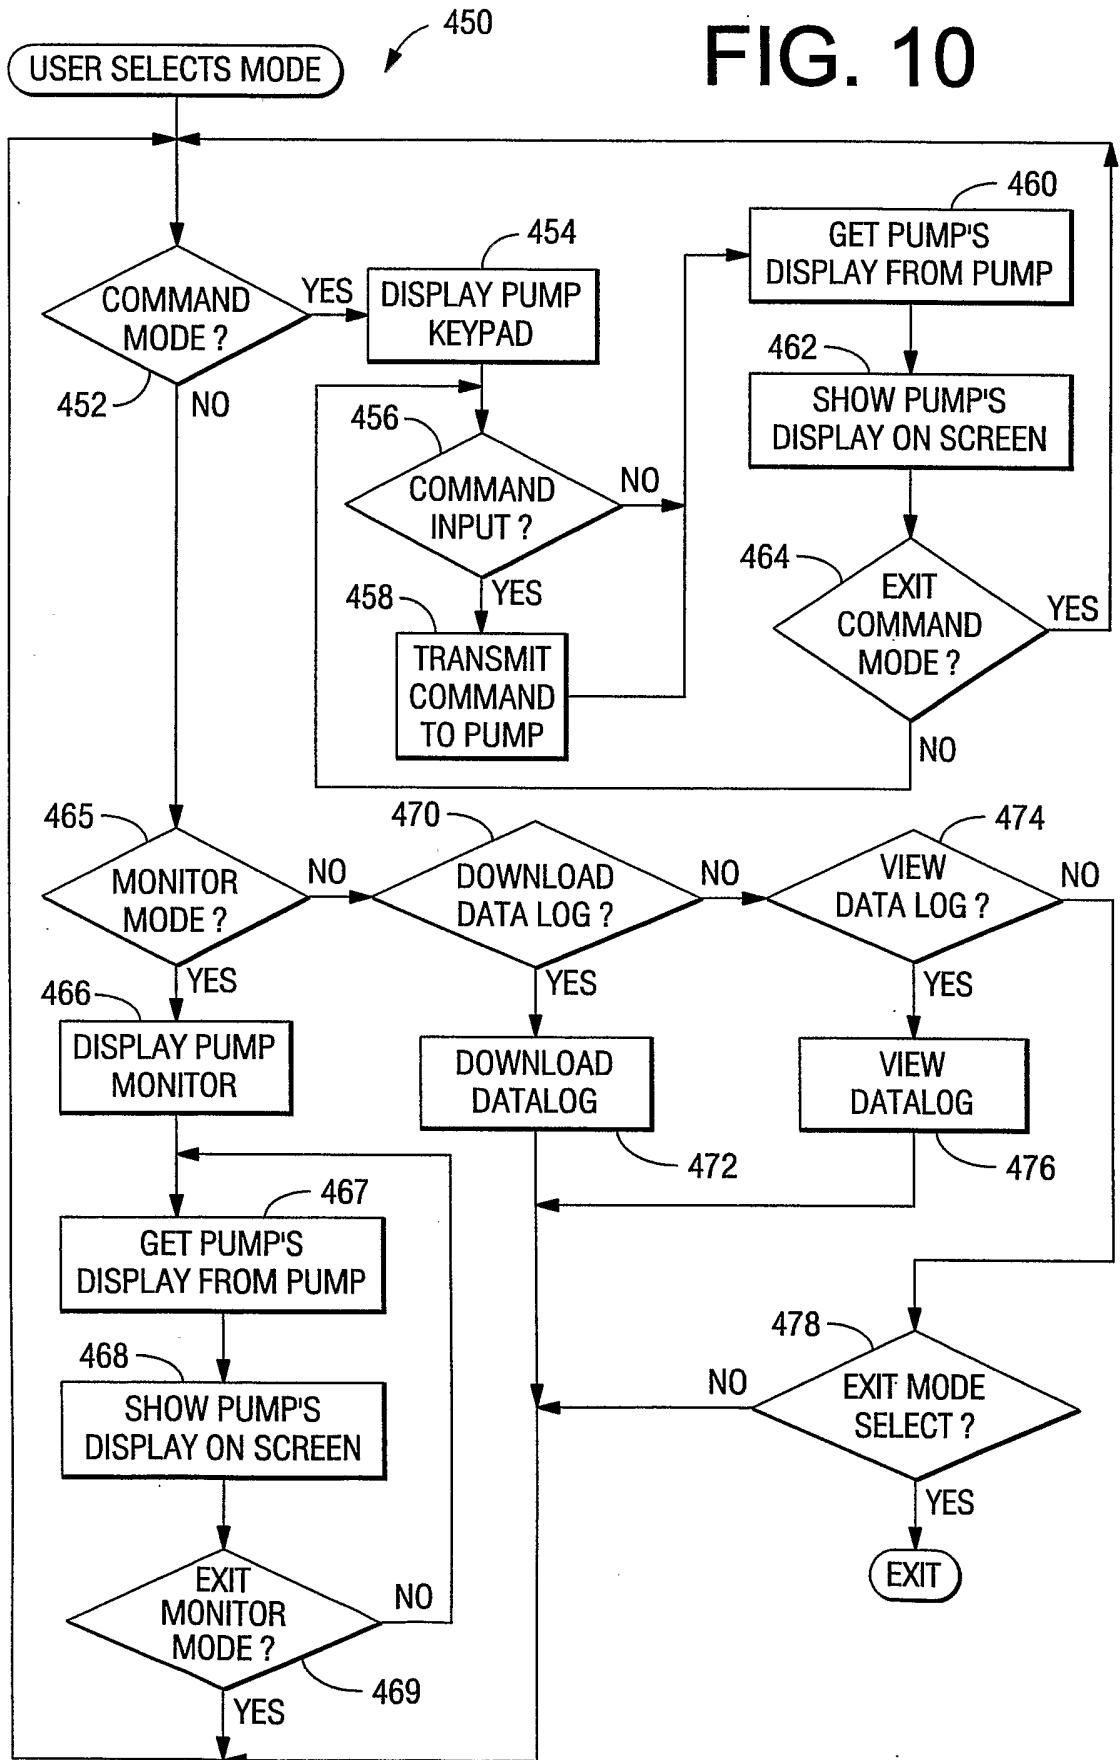 450
FIG. 10
USER SELECTS MODE
460
GET PUMP'S
DISPLAY FROM PUMP
454
DISPLAY PUMP
KEYPAD
COMMAND
MODE ?
YES
452
NO
462
SHOW PUMP'S
DISPLAY ON SCREEN
456
COMMAND
INPUT ?
NO
YES
464
EXIT
COMMAND
MODE ?
YES
NO
458
TRANSMIT
COMMAND
TO PUMP
465
MONITOR
MODE ?
NO
YES
470
DOWNLOAD
DATA LOG ?
NO
YES
474
VIEW
DATA LOG ?
NO
YES
466
DISPLAY PUMP
MONITOR
DOWNLOAD
DATALOG
472
VIEW
DATALOG
476
467
GET PUMP'S
DISPLAY FROM PUMP
468
SHOW PUMP'S
DISPLAY ON SCREEN
478
EXIT MODE
SELECT ?
NO
YES
EXIT
EXIT
MONITOR
MODE ?
NO
469
YES